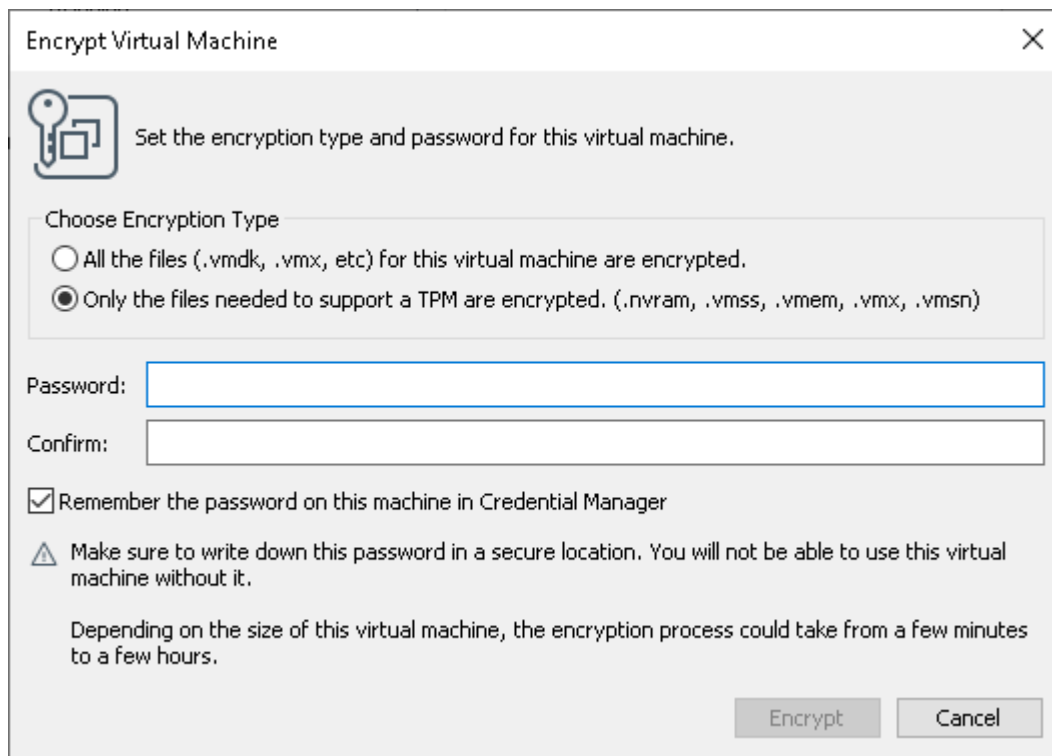 Encrypt Virtual Machine
Set the encryption type and password for this virtual machine.
Choose Encryption Type
All the files (.vmdk, .vmx, etc) for this virtual machine are encrypted.
Only the files needed to support a TPM are encrypted. (.nvram, .vmss, .vmem, .vmx, .vmsn)
Password:
Confirm:
Remember the password on this machine in Credential Manager
Make sure to write down this password in a secure location. You will not be able to use this virtual
machine without it.
Depending on the size of this virtual machine, the encryption process could take from a few minutes
to a few hours.
Encrypt
Cancel